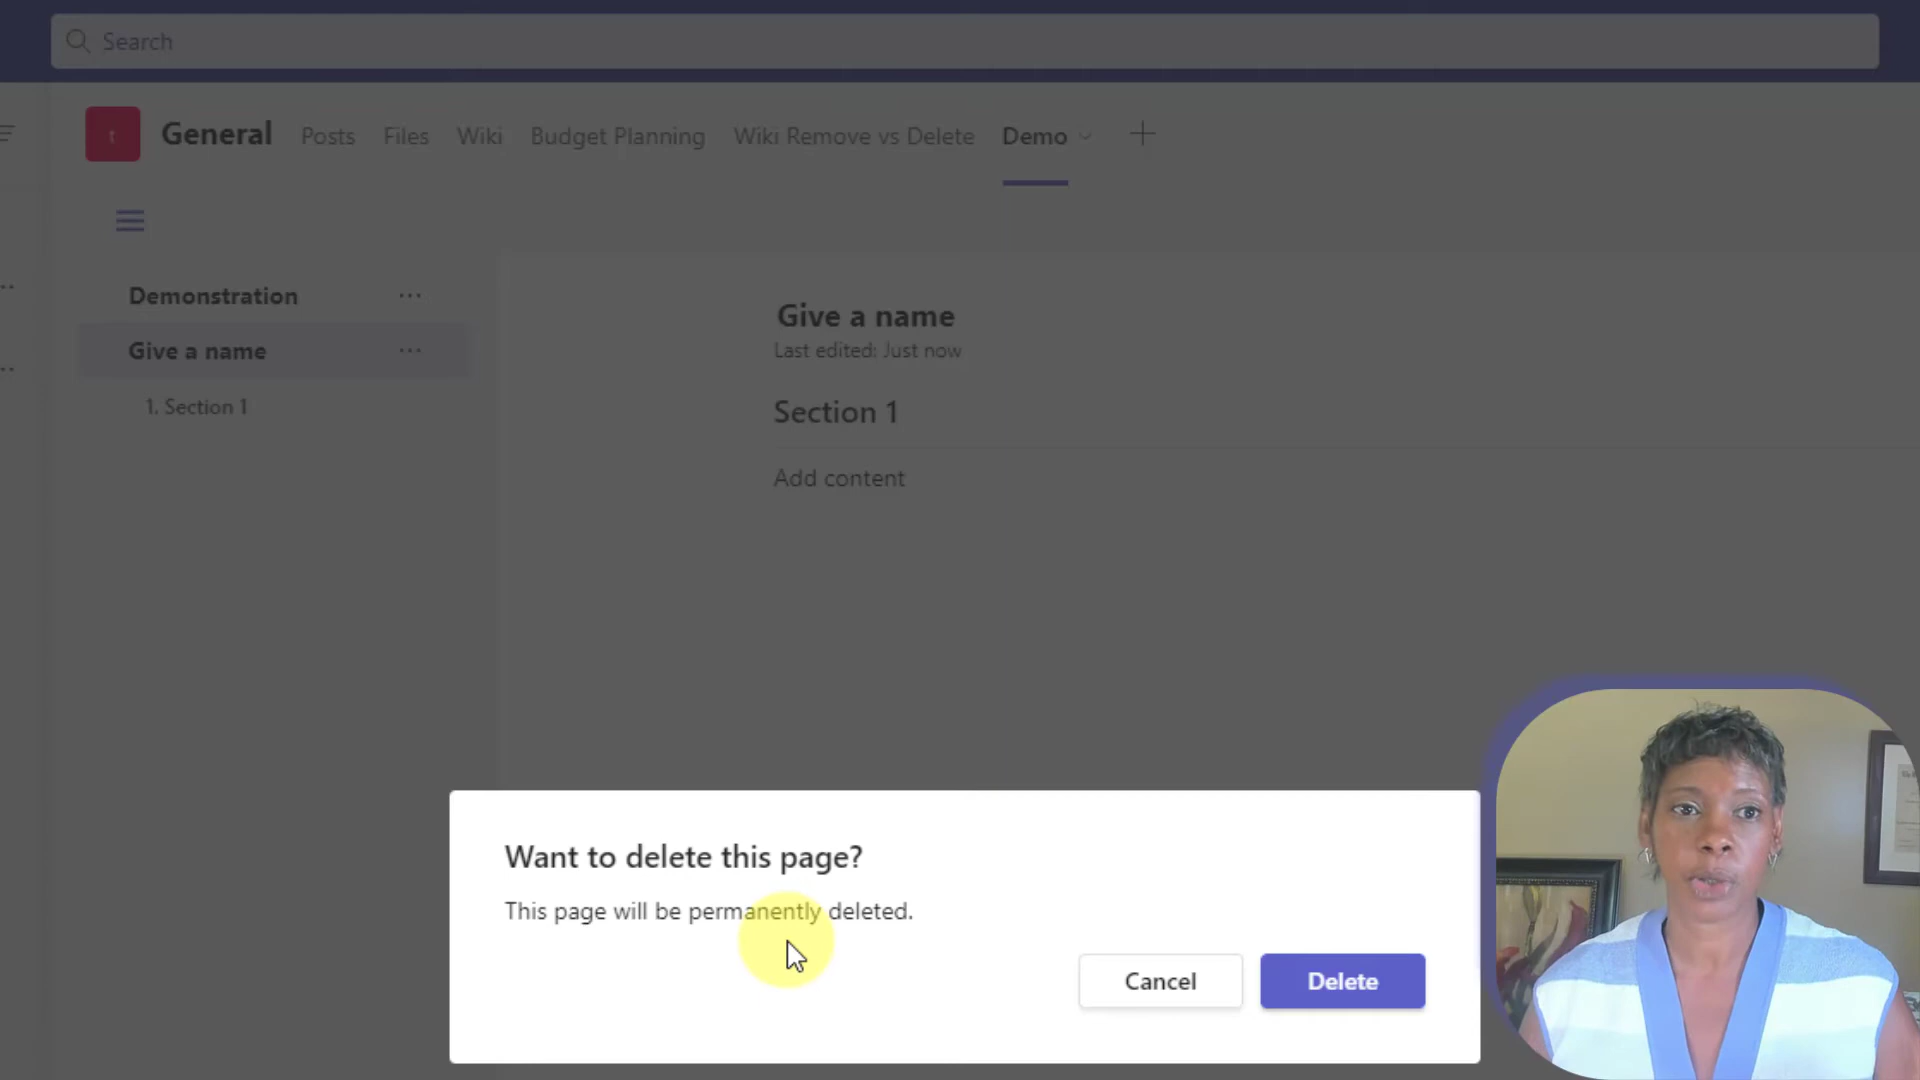 Search
t General Posts Files Wiki Budget Planning Wiki Remove vs Delete Demo
Demonstration ...
Give a name ...
1. Section 1
Give a name
Last edited: Just now
Section 1
Add content
Want to delete this page?
This page will be permanently deleted.
Cancel Delete